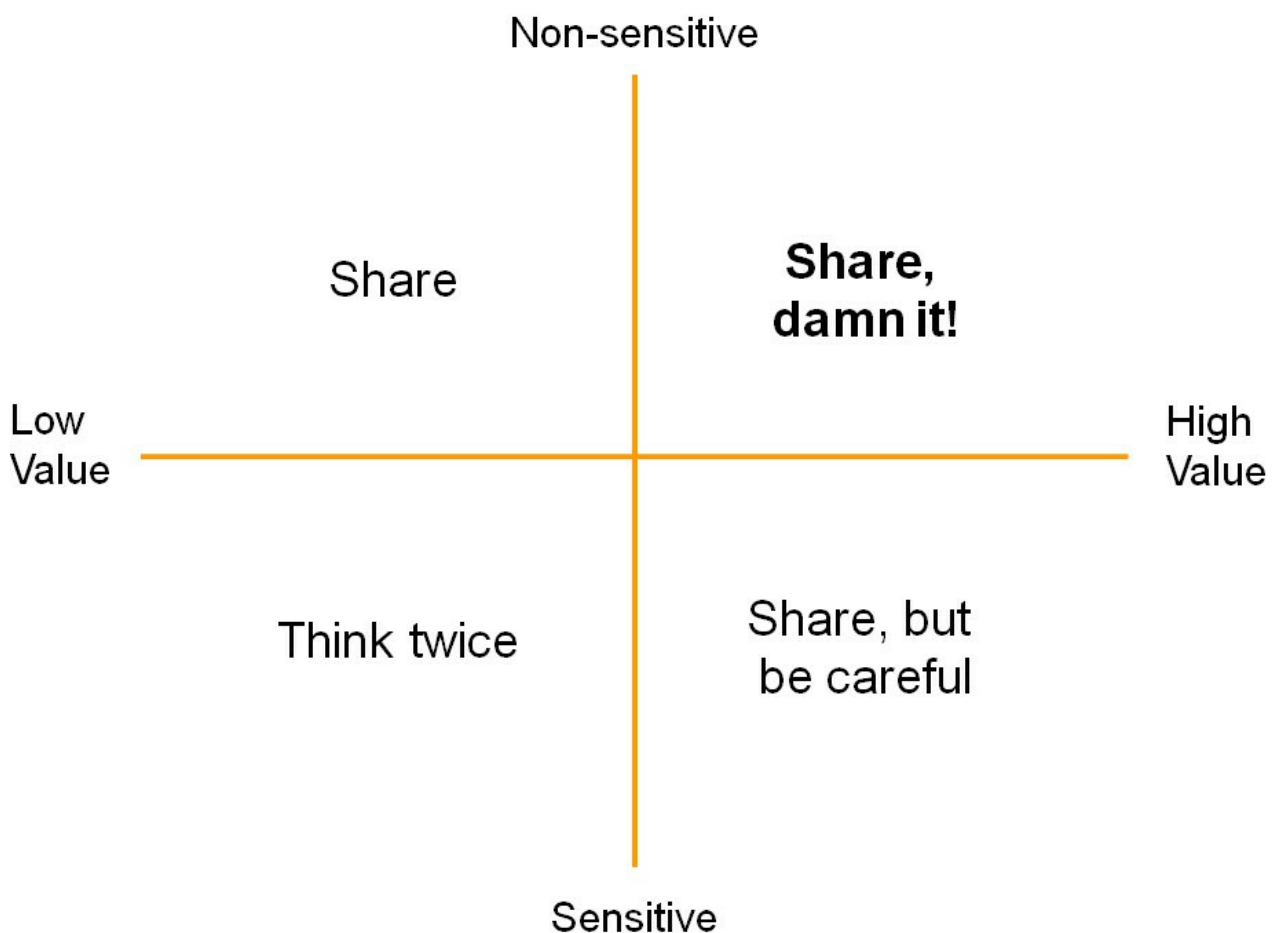 Non-sensitive
Share
Share,
damn it!
Low
Value
High
Value
Think twice
Share, but
be careful
Sensitive